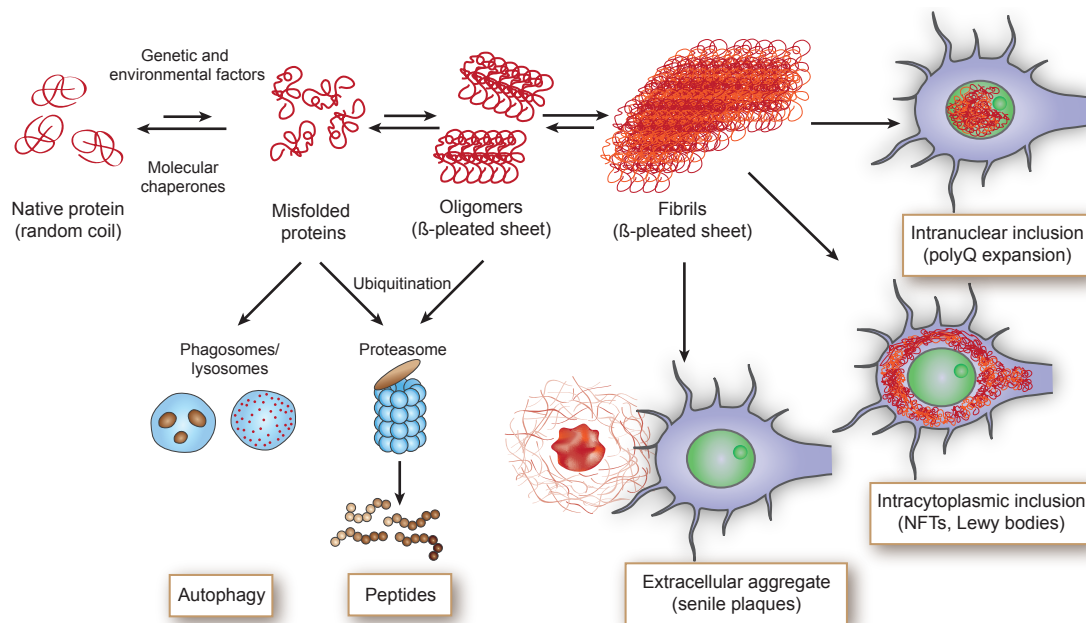 Genetic and
environmental factors
Molecular
chaperones
Native protein
(random coil)
Misfolded
proteins
Oligomers
(ß-pleated sheet)
Fibrils
(ß-pleated sheet)
Intranuclear inclusion
(polyQ expansion)
Ubiquitination
Phagosomes/
lysosomes
Proteasome
Intracytoplasmic inclusion
(NFTs, Lewy bodies)
Extracellular aggregate
(senile plaques)
Autophagy
Peptides